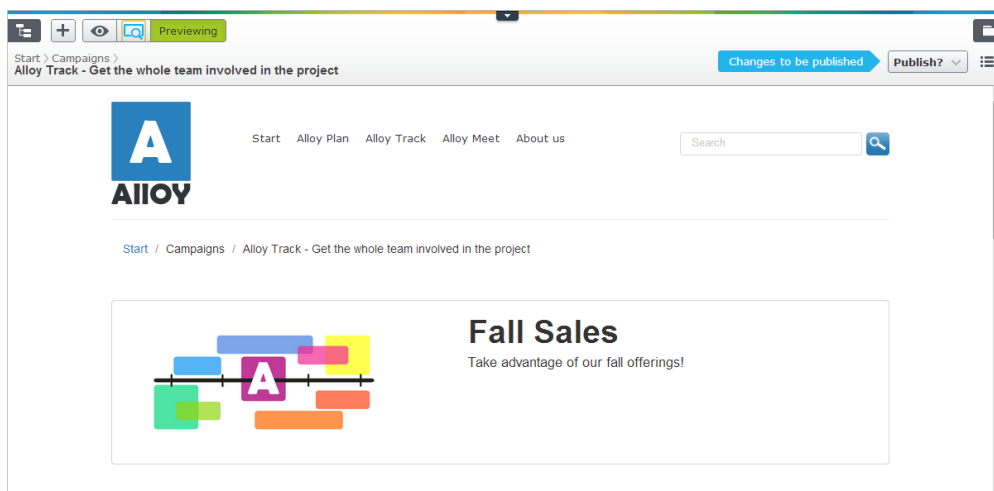 Previewing
Start > Campaigns >
Alloy Track - Get the whole team involved in the project
Changes to be published
Publish?
A
AllOY
Start Alloy Plan Alloy Track Alloy Meet About us
Search
Start / Campaigns / Alloy Track - Get the whole team involved in the project
A
Fall Sales
Take advantage of our fall offerings!